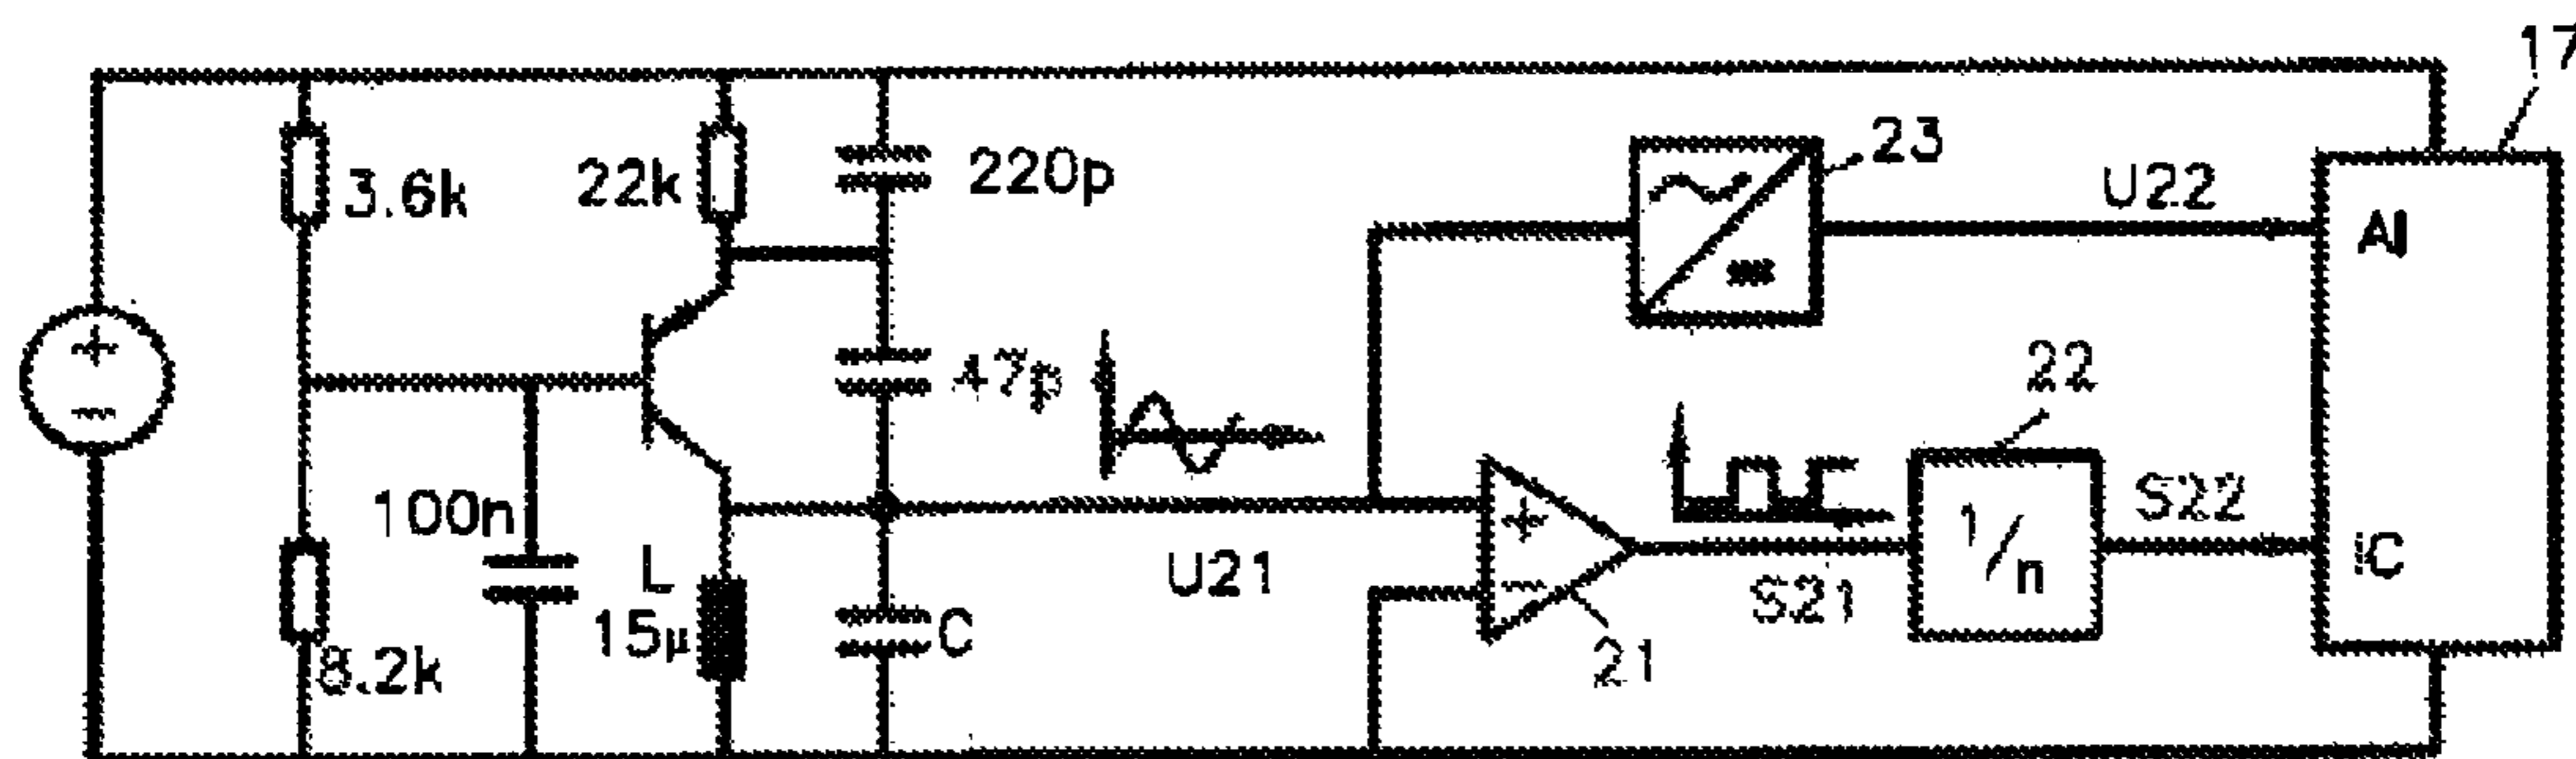 17
23
3.6k
22k
220p
U22
AI
+
−
47p
22
100n
L
15µ
U21
+
−
S21
1/n
S22
IC
21
C
8.2k